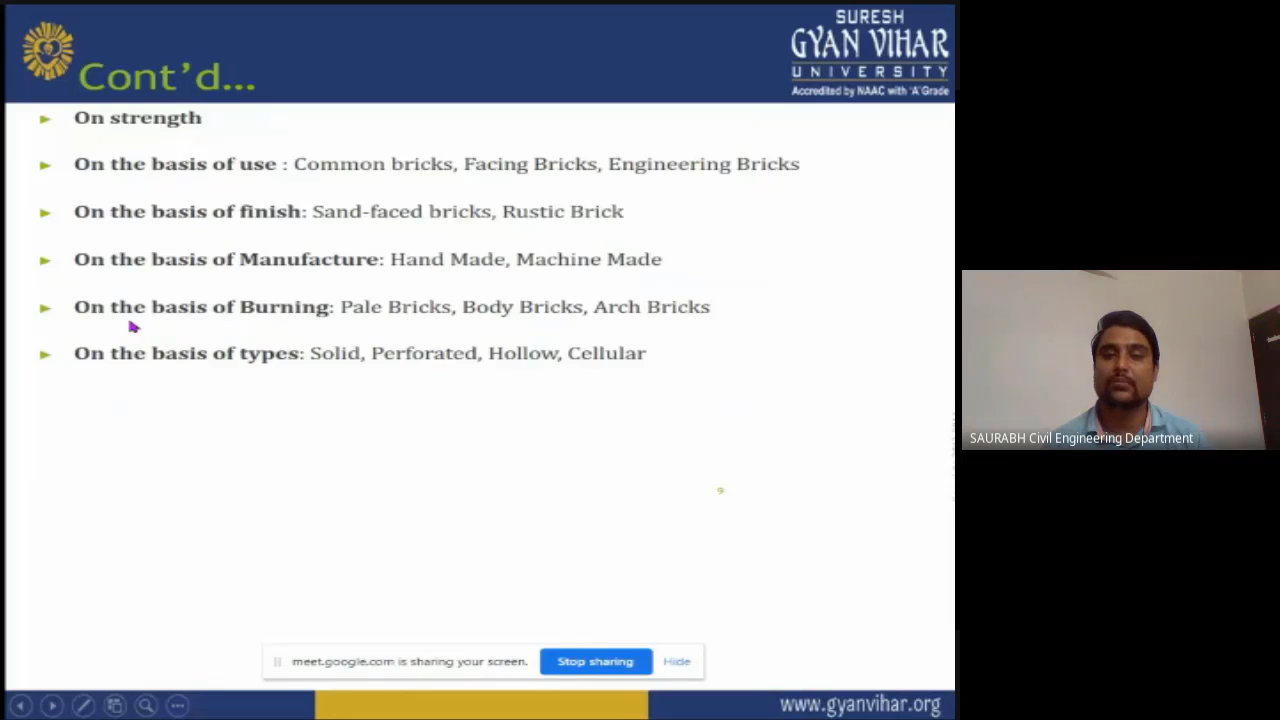 SURESH
GYAN VIHAR
UNIVERSITY
Accredited by NAAC with 'A' Grade
Cont'd...
On strength
On the basis of use : Common bricks, Facing Bricks, Engineering Bricks
On the basis of finish: Sand-faced bricks, Rustic Brick
On the basis of Manufacture: Hand Made, Machine Made
On the basis of Burning: Pale Bricks, Body Bricks, Arch Bricks
On the basis of types: Solid, Perforated, Hollow, Cellular
SAURABH Civil Engineering Department
9
meet.google.com is sharing your screen. Stop sharing Hide
www.gyanvihar.org